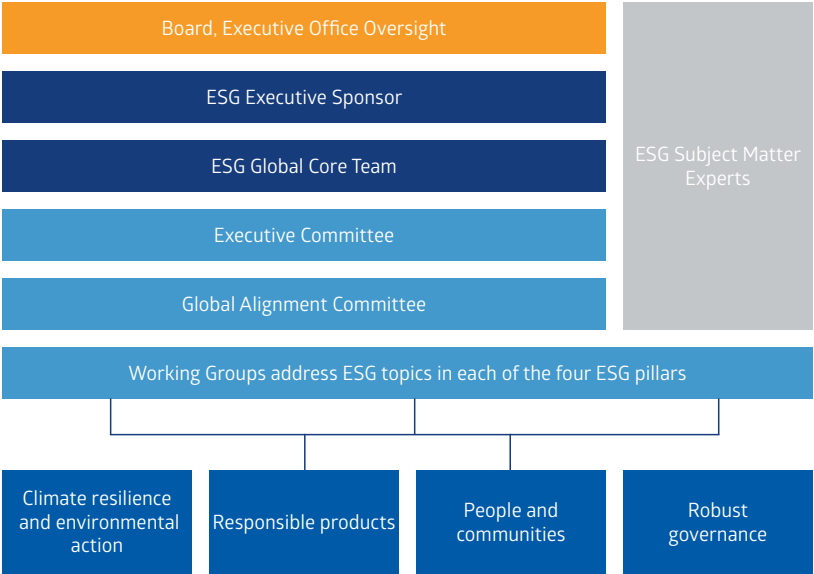 Board, Executive Office Oversight
ESG Executive Sponsor
ESG Global Core Team
Executive Committee
Global Alignment Committee
ESG Subject Matter
Experts
Working Groups address ESG topics in each of the four ESG pillars
Climate resilience
and environmental
action
Responsible products
People and
communities
Robust
governance